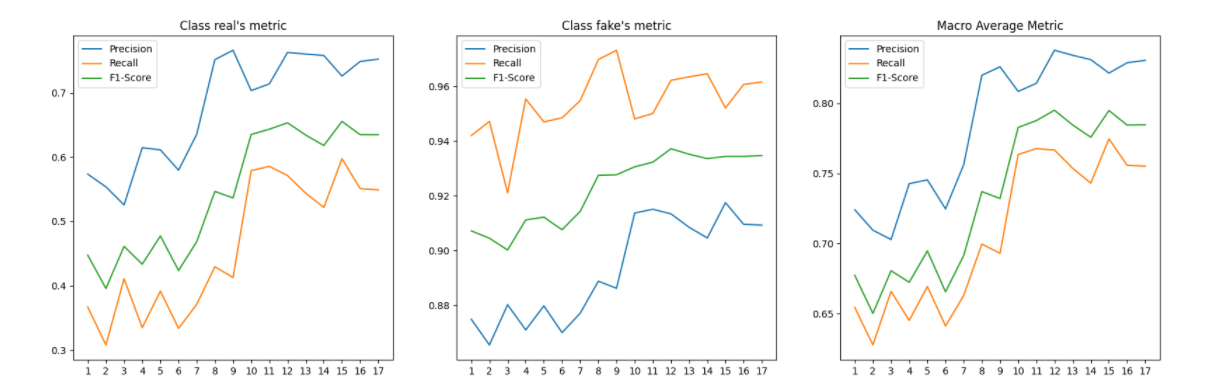 Class real's metric
Precision
Recall
F1-Score
0.7
0.6
0.5
0.4
0.3
1 2 3 4 5 6 7 8 9 10 11 12 13 14 15 16 17
Class fake's metric
Precision
Recall
F1-Score
0.96
0.94
0.92
0.90
0.88
1 2 3 4 5 6 7 8 9 10 11 12 13 14 15 16 17
Macro Average Metric
Precision
Recall
F1-Score
0.80
0.75
0.70
0.65
1 2 3 4 5 6 7 8 9 10 11 12 13 14 15 16 17